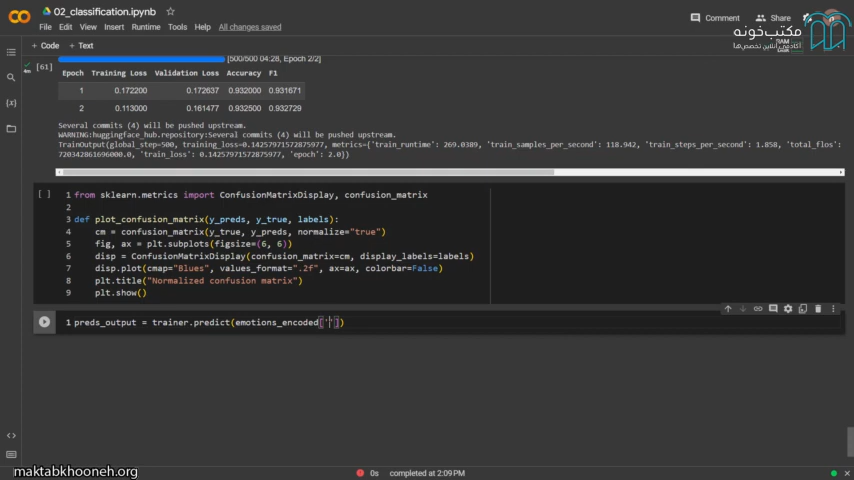 02_classification.ipynb
Comment
Share
File Edit View Insert Runtime Tools Help All changes saved
مکتب‌خونه
آکادمی آنلاین تخصص‌ها
+ Code + Text
[61]
[500/500 04:28, Epoch 2/2]
Epoch Training Loss Validation Loss Accuracy F1
1 0.172200 0.172637 0.932000 0.931671
2 0.113000 0.161477 0.932500 0.932729
Several commits (4) will be pushed upstream.
WARNING:huggingface_hub.repository:Several commits (4) will be pushed upstream.
TrainOutput(global_step=500, training_loss=0.14257971572875977, metrics={'train_runtime': 269.0389, 'train_samples_per_second': 118.942, 'train_steps_per_second': 1.858, 'total_flos':
720342861696000.0, 'train_loss': 0.14257971572875977, 'epoch': 2.0})
[ ]
1 from sklearn.metrics import ConfusionMatrixDisplay, confusion_matrix
2
3 def plot_confusion_matrix(y_preds, y_true, labels):
4 cm = confusion_matrix(y_true, y_preds, normalize="true")
5 fig, ax = plt.subplots(figsize=(6, 6))
6 disp = ConfusionMatrixDisplay(confusion_matrix=cm, display_labels=labels)
7 disp.plot(cmap="Blues", values_format=".2f", ax=ax, colorbar=False)
8 plt.title("Normalized confusion matrix")
9 plt.show()
1 preds_output = trainer.predict(emotions_encoded[''])
maktabkhooneh.org
0s completed at 2:09 PM